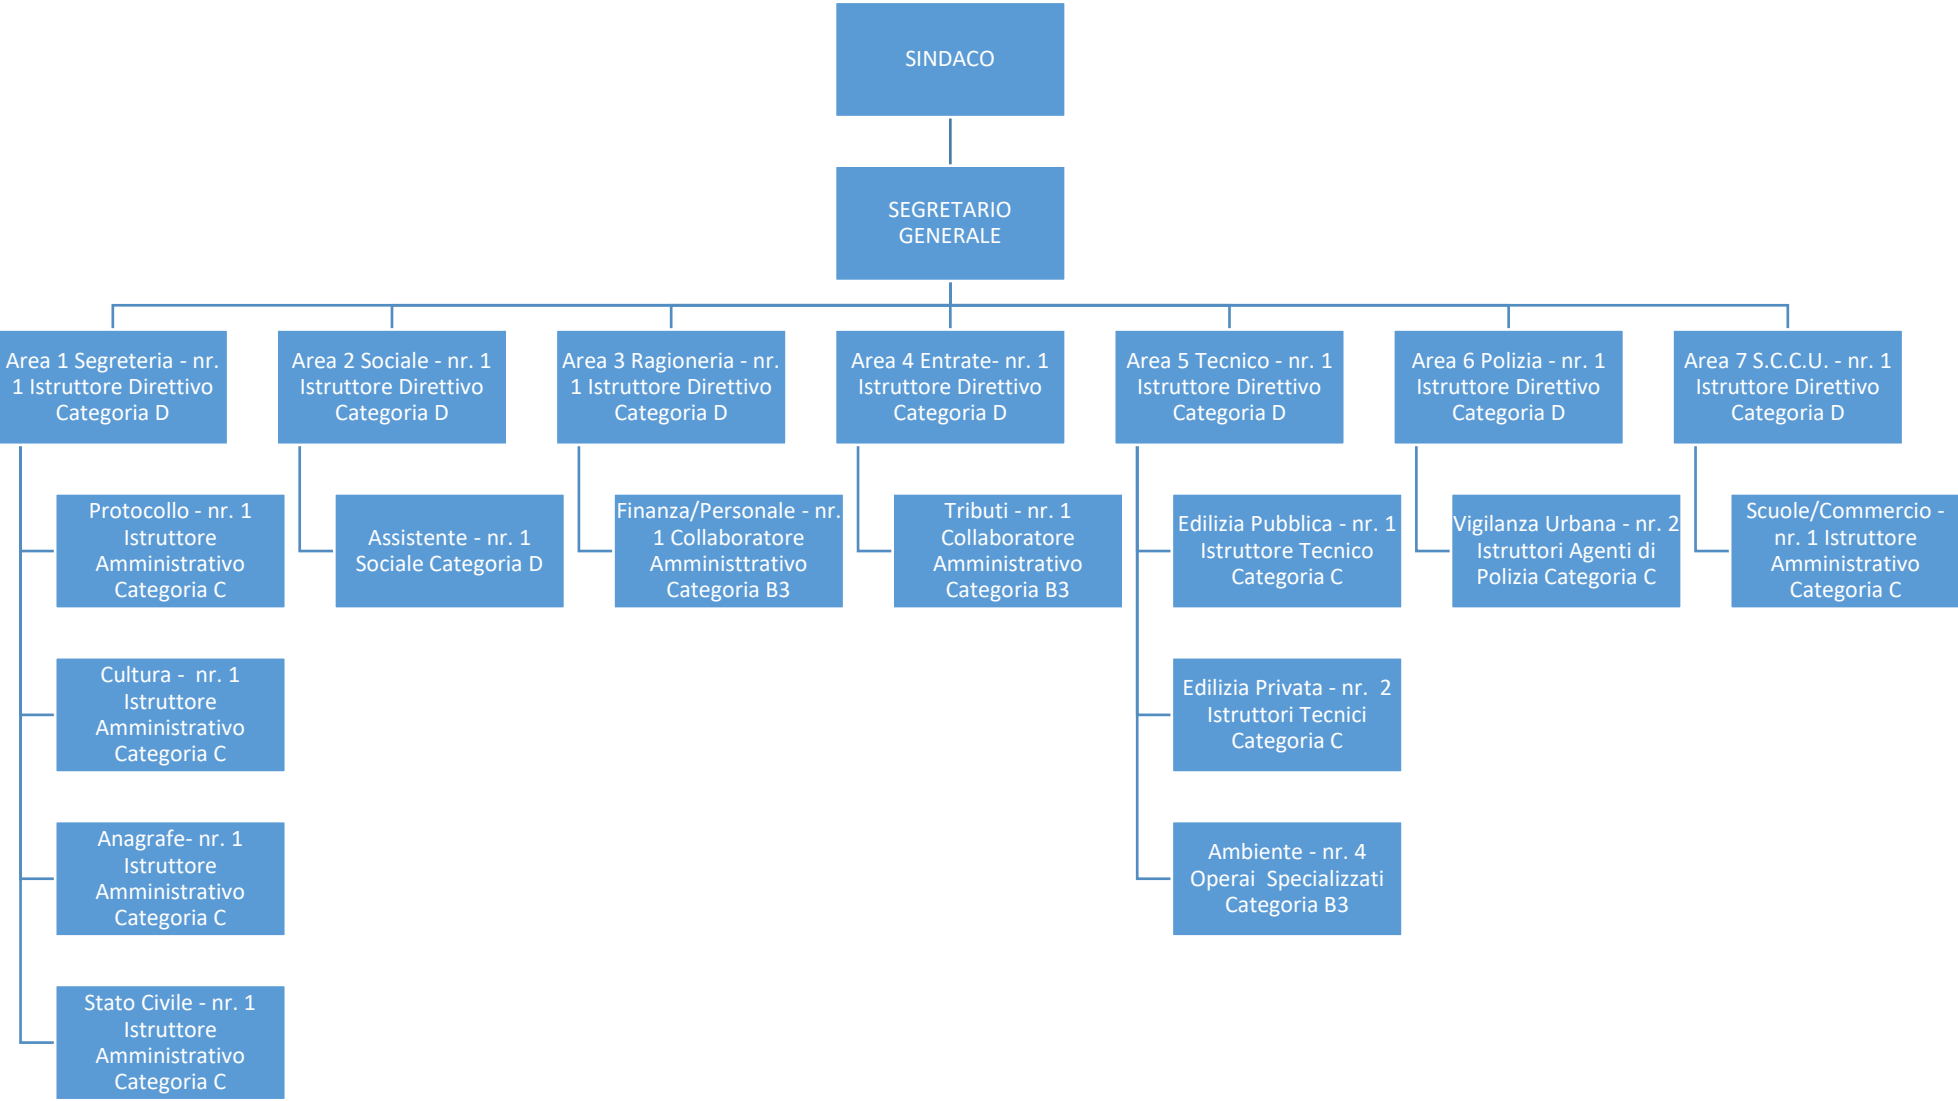 SINDACO
SEGRETARIO
GENERALE
Area 1 Segreteria - nr.
1 Istruttore Direttivo
Categoria D
Area 2 Sociale - nr. 1
Istruttore Direttivo
Categoria D
Area 3 Ragioneria - nr.
1 Istruttore Direttivo
Categoria D
Area 4 Entrate- nr. 1
Istruttore Direttivo
Categoria D
Area 5 Tecnico - nr. 1
Istruttore Direttivo
Categoria D
Area 6 Polizia - nr. 1
Istruttore Direttivo
Categoria D
Area 7 S.C.C.U. - nr. 1
Istruttore Direttivo
Categoria D
Protocollo - nr. 1
Istruttore
Amministrativo
Categoria C
Assistente - nr. 1
Sociale Categoria D
Finanza/Personale - nr.
1 Collaboratore
Amministtrativo
Categoria B3
Tributi - nr. 1
Collaboratore
Amministrativo
Categoria B3
Edilizia Pubblica - nr. 1
Istruttore Tecnico
Categoria C
Vigilanza Urbana - nr. 2
Istruttori Agenti di
Polizia Categoria C
Scuole/Commercio -
nr. 1 Istruttore
Amministrativo
Categoria C
Cultura -  nr. 1
Istruttore
Amministrativo
Categoria C
Edilizia Privata - nr.  2
Istruttori Tecnici
Categoria C
Anagrafe- nr. 1
Istruttore
Amministrativo
Categoria C
Ambiente - nr. 4
Operai  Specializzati
Categoria B3
Stato Civile - nr. 1
Istruttore
Amministrativo
Categoria C